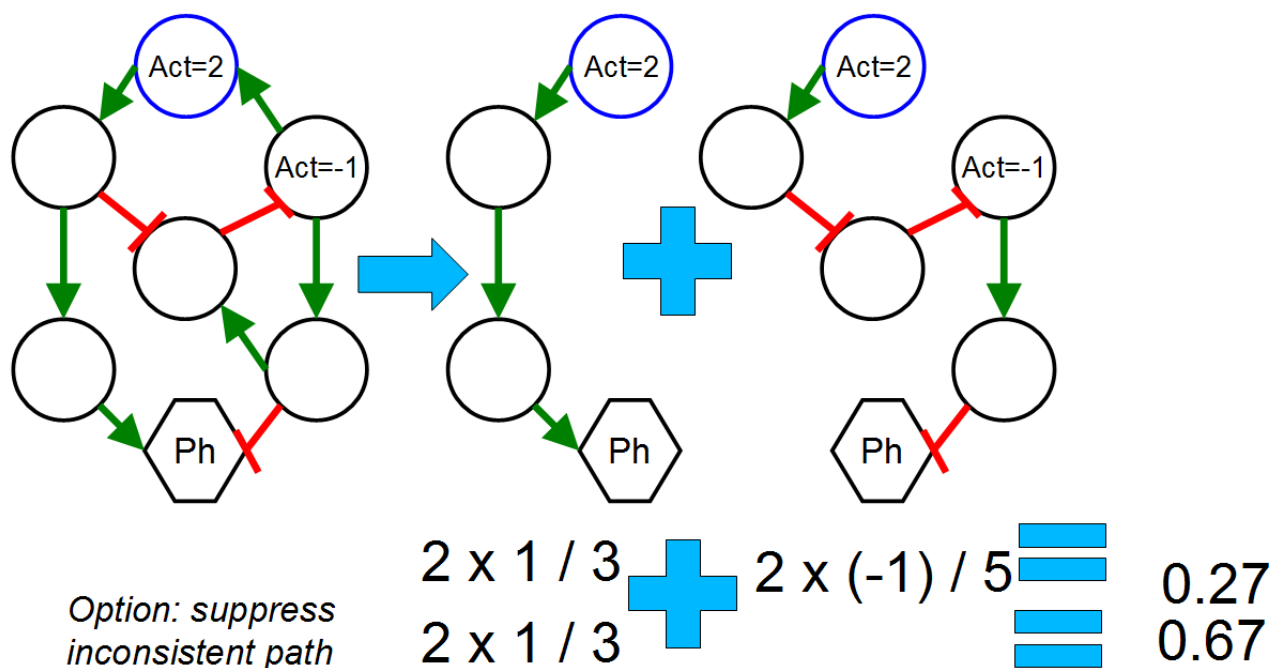 Act=2
Act=2
Act=2
Act=-1
Act=-1
Ph
Ph
Ph
2 x 1 / 3
2 x (-1) / 5
0.27
Option: suppress
inconsistent path
2 x 1 / 3
0.67